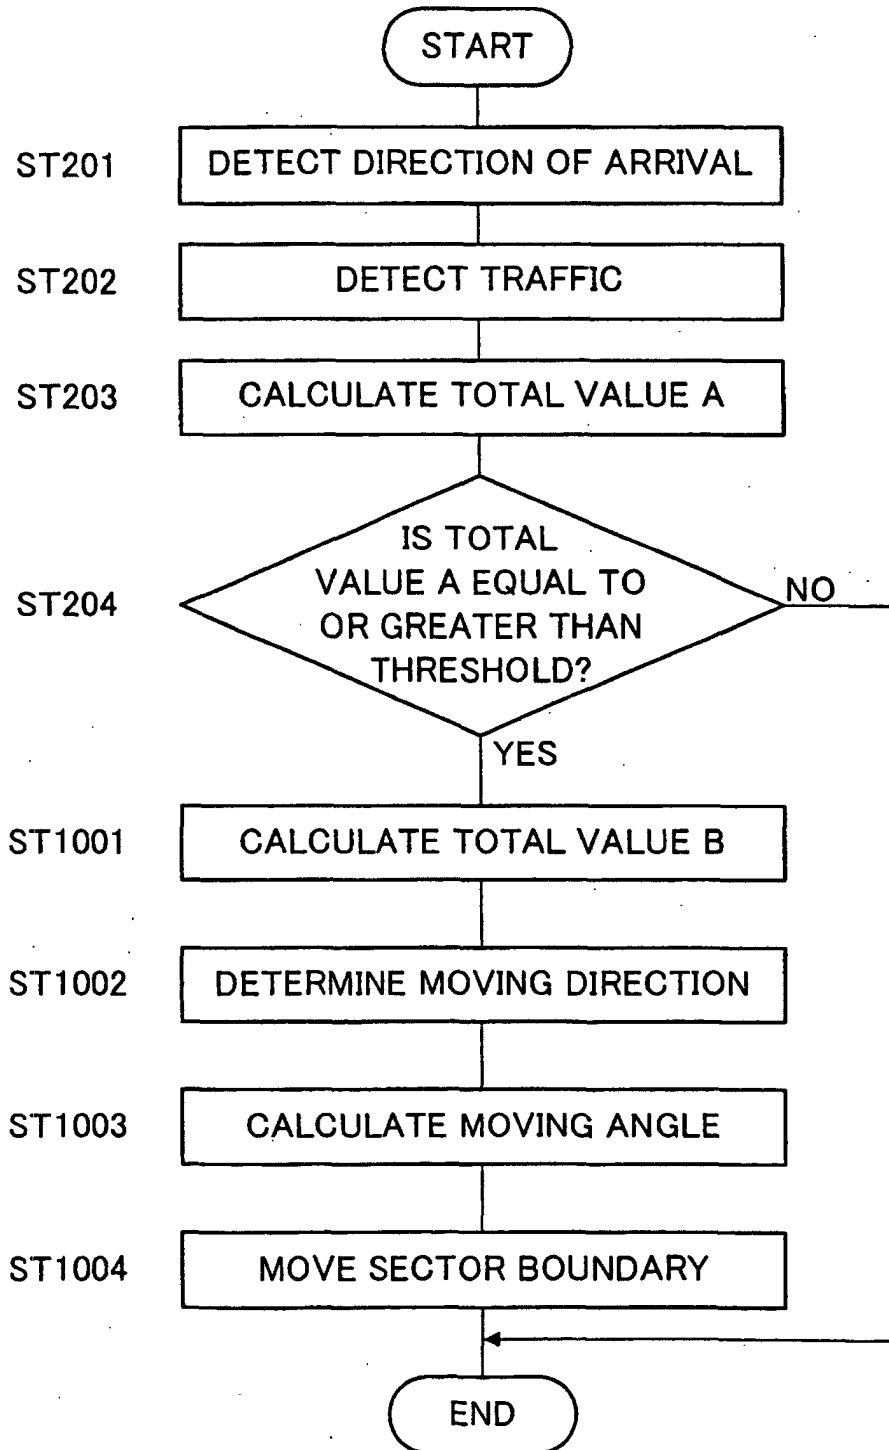 START
ST201
DETECT DIRECTION OF ARRIVAL
ST202
DETECT TRAFFIC
ST203
CALCULATE TOTAL VALUE A
ST204
IS TOTAL
VALUE A EQUAL TO
OR GREATER THAN
THRESHOLD?
NO
YES
ST1001
CALCULATE TOTAL VALUE B
ST1002
DETERMINE MOVING DIRECTION
ST1003
CALCULATE MOVING ANGLE
ST1004
MOVE SECTOR BOUNDARY
END